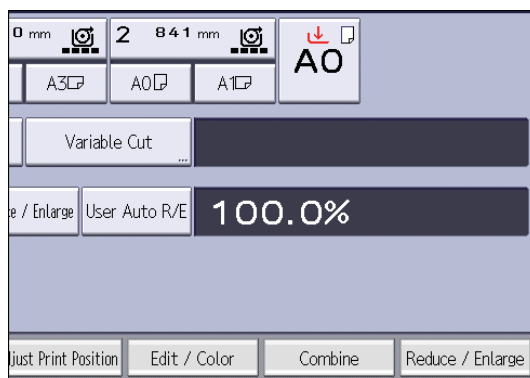 0 mm 2 841 mm
A3 A0 A1 A0
Variable Cut ...
e / Enlarge User Auto R/E 100.0%
just Print Position Edit / Color Combine Reduce / Enlarge